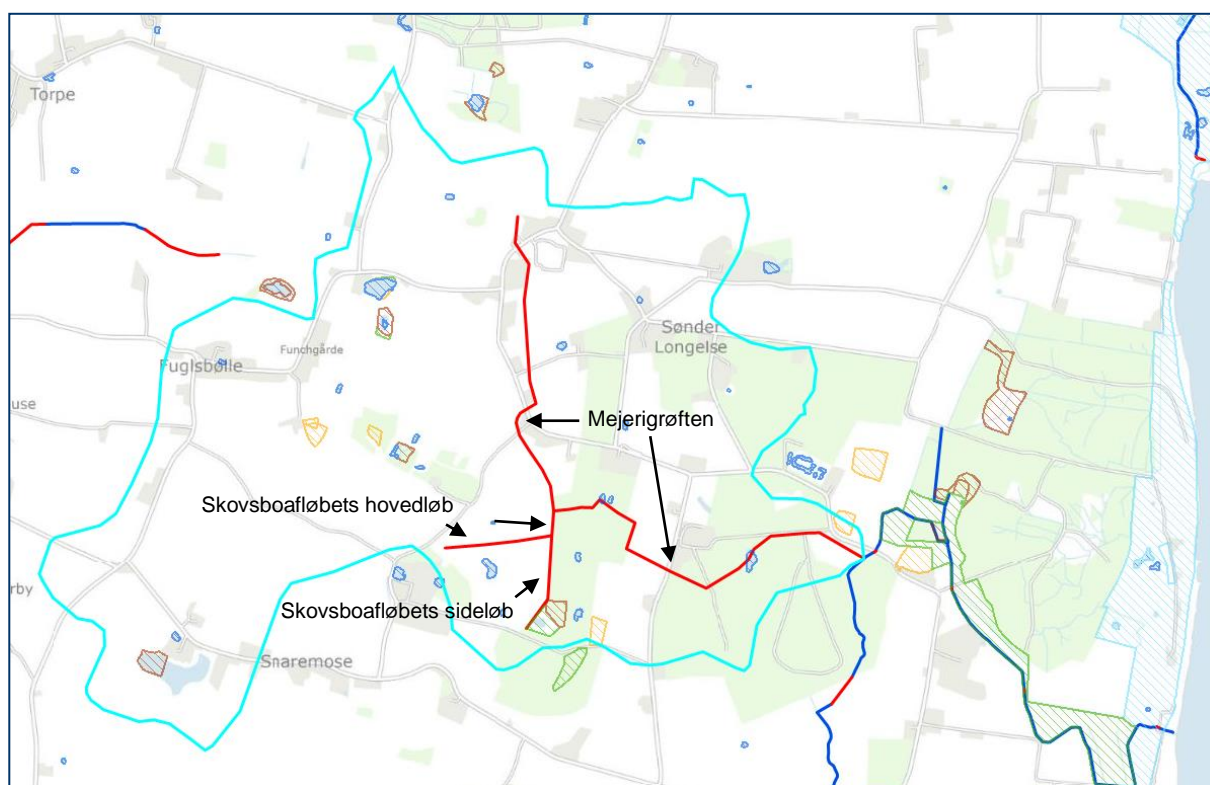 Torpe
Sønder
Longelse
Funchgårde
Fuglsbølle
use
Mejerigrøften
Skovsboafløbets hovedløb
rby
Skovsboafløbets sideløb
Snaremose